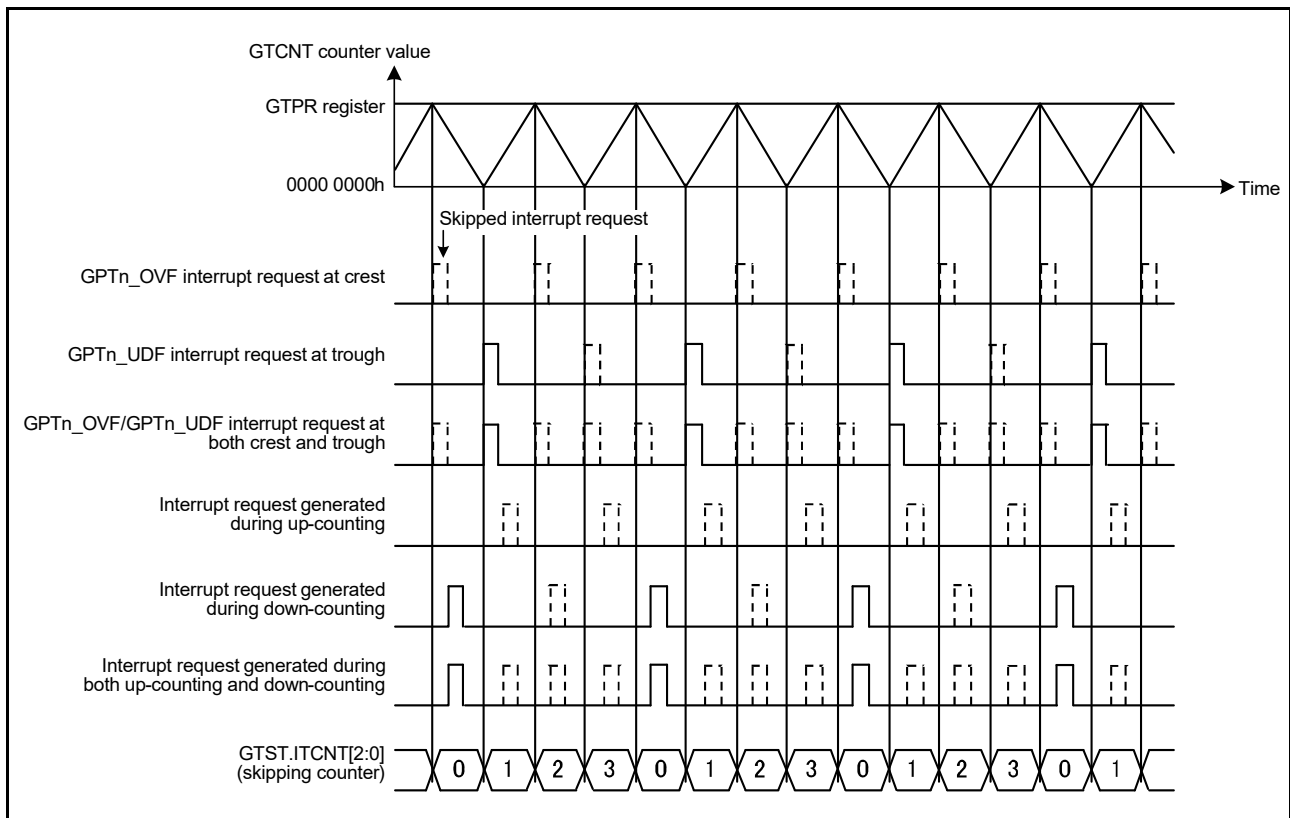 GTCNT counter value
GTPR register
0000 0000h
Time
Skipped interrupt request
GPTn_OVF interrupt request at crest
GPTn_UDF interrupt request at trough
GPTn_OVF/GPTn_UDF interrupt request at
both crest and trough
Interrupt request generated
during up-counting
Interrupt request generated
during down-counting
Interrupt request generated during
both up-counting and down-counting
GTST.ITCNT[2:0]
(skipping counter)
0 1 2 3 0 1 2 3 0 1 2 3 0 1